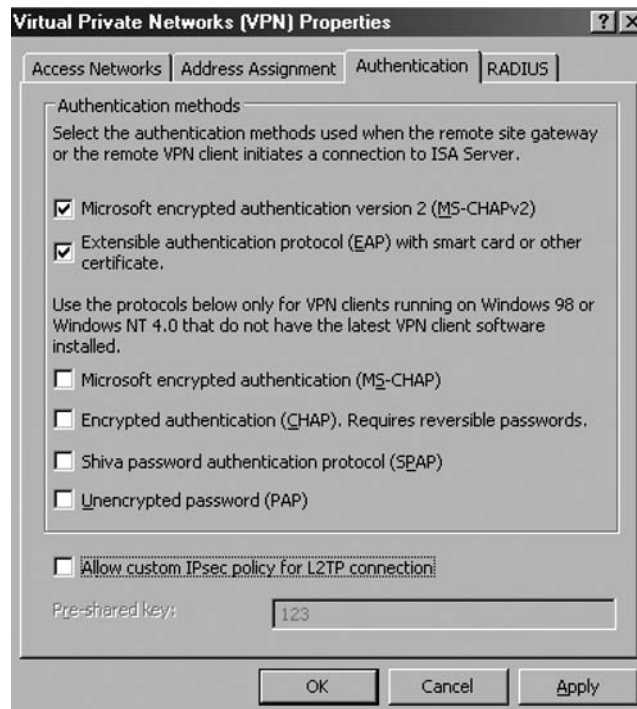 Virtual Private Networks (VPN) Properties
Access Networks Address Assignment Authentication RADIUS
Authentication methods
Select the authentication methods used when the remote site gateway
or the remote VPN client initiates a connection to ISA Server.
Microsoft encrypted authentication version 2 (MS-CHAPv2)
Extensible authentication protocol (EAP) with smart card or other
certificate.
Use the protocols below only for VPN clients running on Windows 98 or
Windows NT 4.0 that do not have the latest VPN client software
installed.
Microsoft encrypted authentication (MS-CHAP)
Encrypted authentication (CHAP). Requires reversible passwords.
Shiva password authentication protocol (SPAP)
Unencrypted password (PAP)
Allow custom IPsec policy for L2TP connection
Pre-shared key: 123
OK Cancel Apply